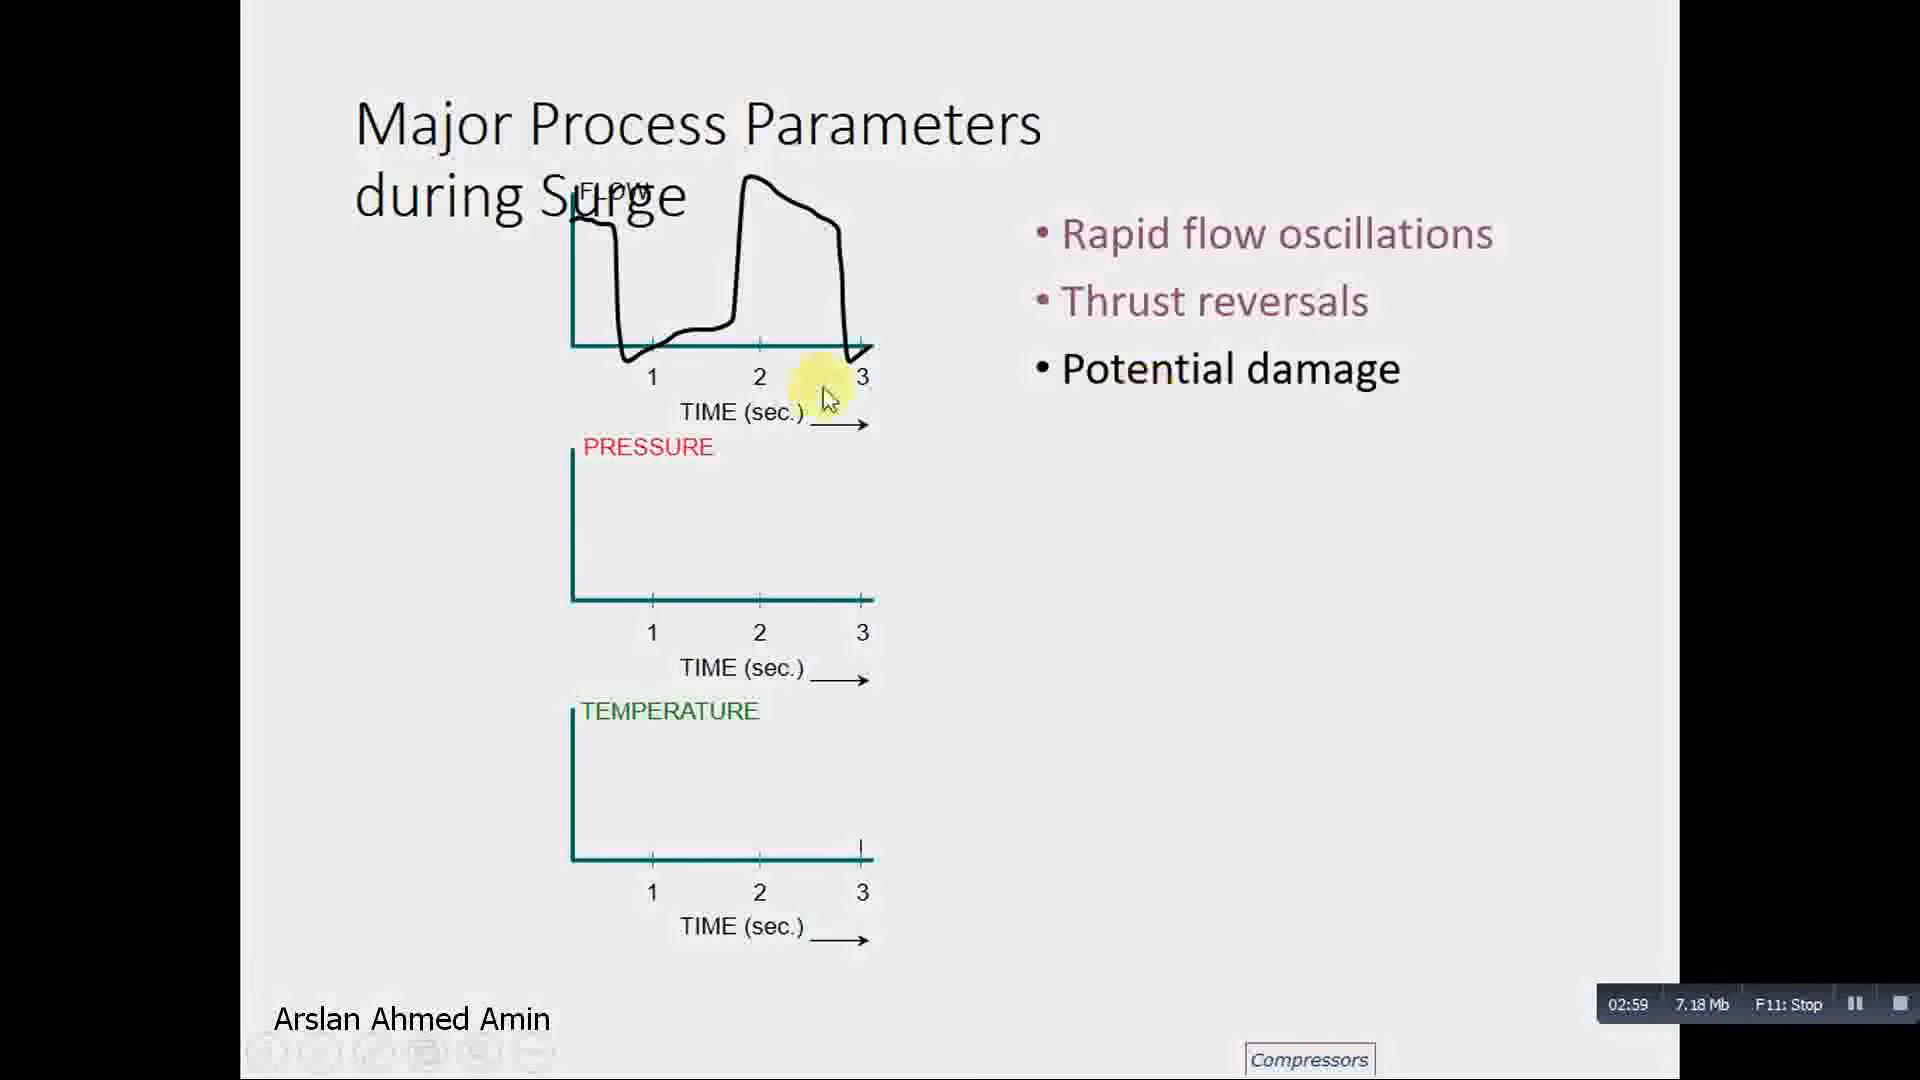 Major Process Parameters
during Surge
FLOW
1 2 3
TIME (sec.)
PRESSURE
1 2 3
TIME (sec.)
TEMPERATURE
1 2 3
TIME (sec.)
• Rapid flow oscillations
• Thrust reversals
• Potential damage
Arslan Ahmed Amin
02:59 7.18 Mb F11: Stop
Compressors